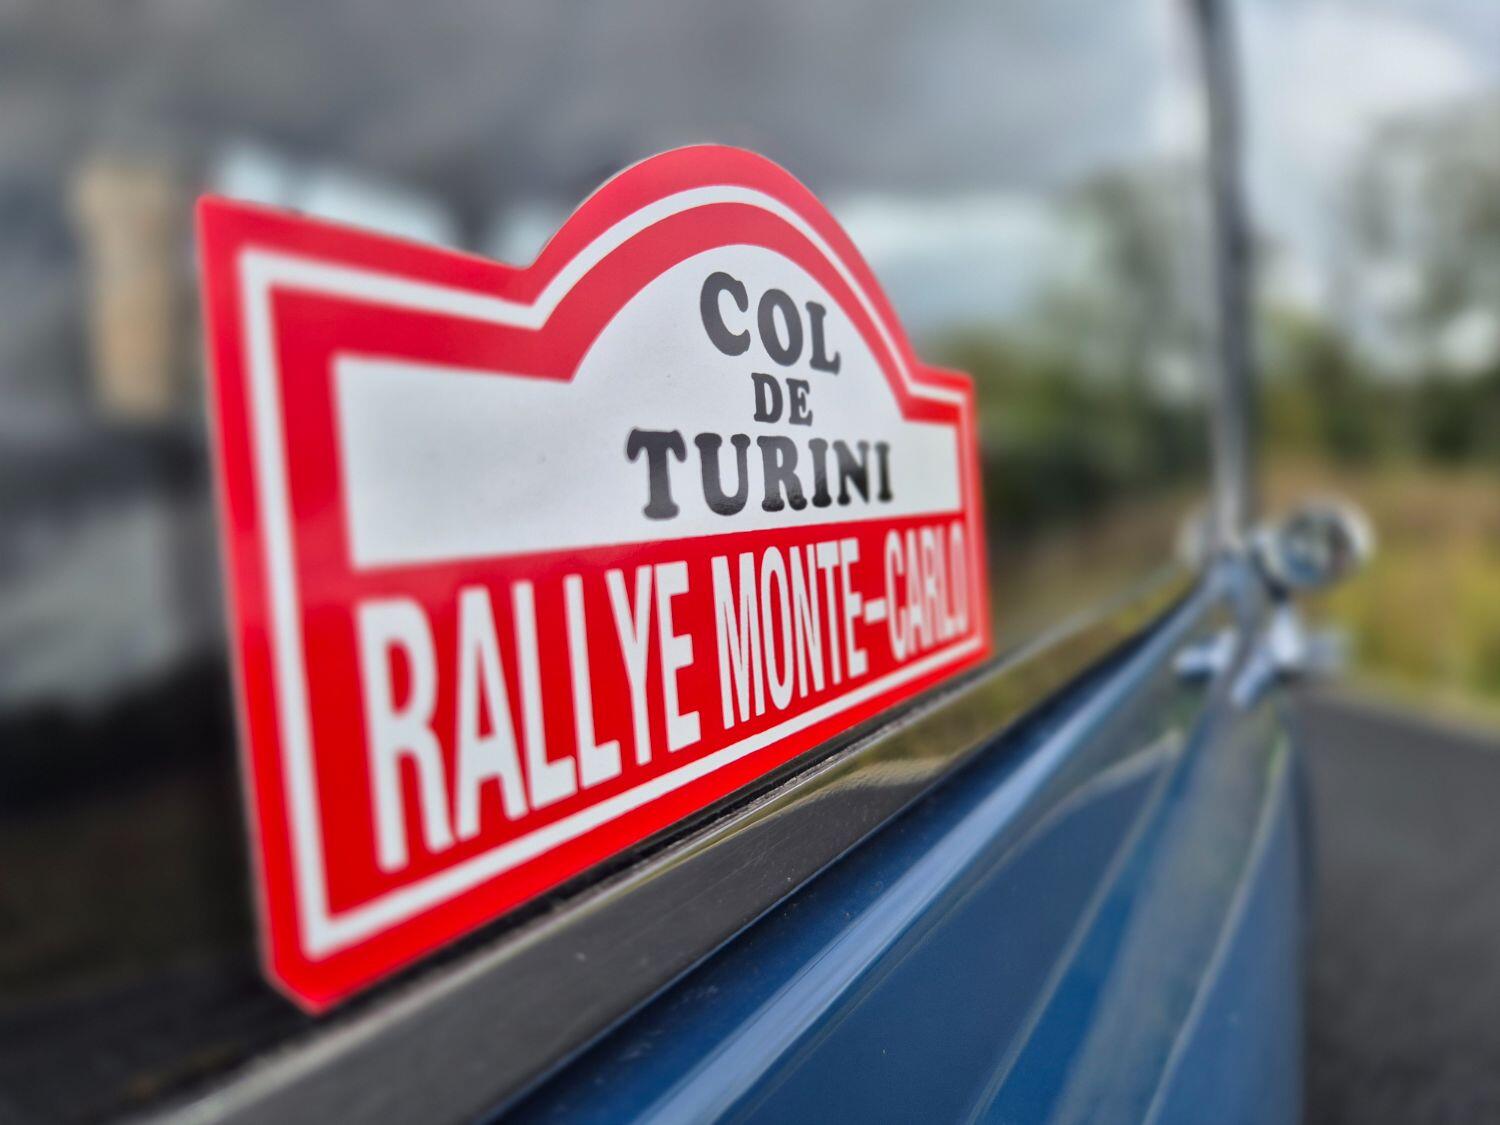 COL
DE
TURINI
RALLYE MONTE-CARLO